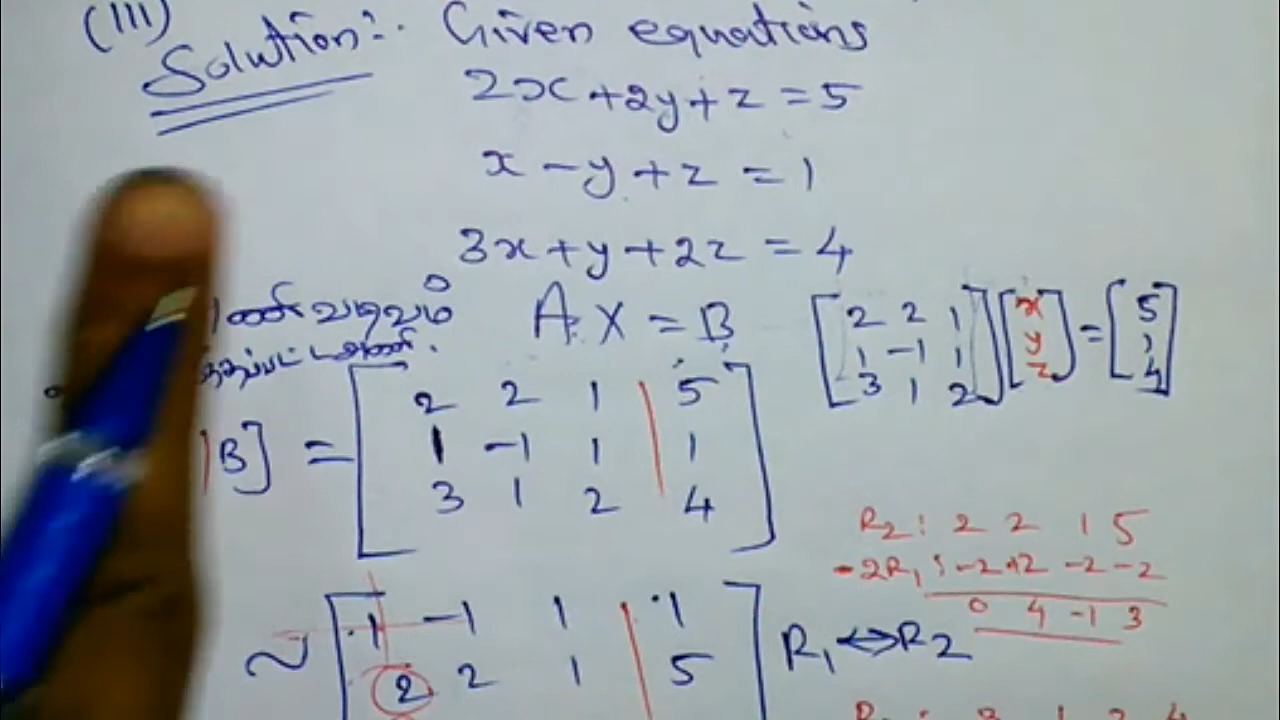 (III)
Solution:. Given equations
2x+2y+z=5
x-y+z=1
3x+y+2z=4
AX=B [2 2 1 [x = [5
1 -1 1 y 1
3 1 2] z] 4]
[2 2 1 | 5
|B] = 1 -1 1 | 1
3 1 2 | 4]
R2: 2 2 1 5
-2R1: -2 +2 -2 -2
0 4 -1 3
~ [1 -1 1 | 1
2 2 1 | 5] R1↔R2